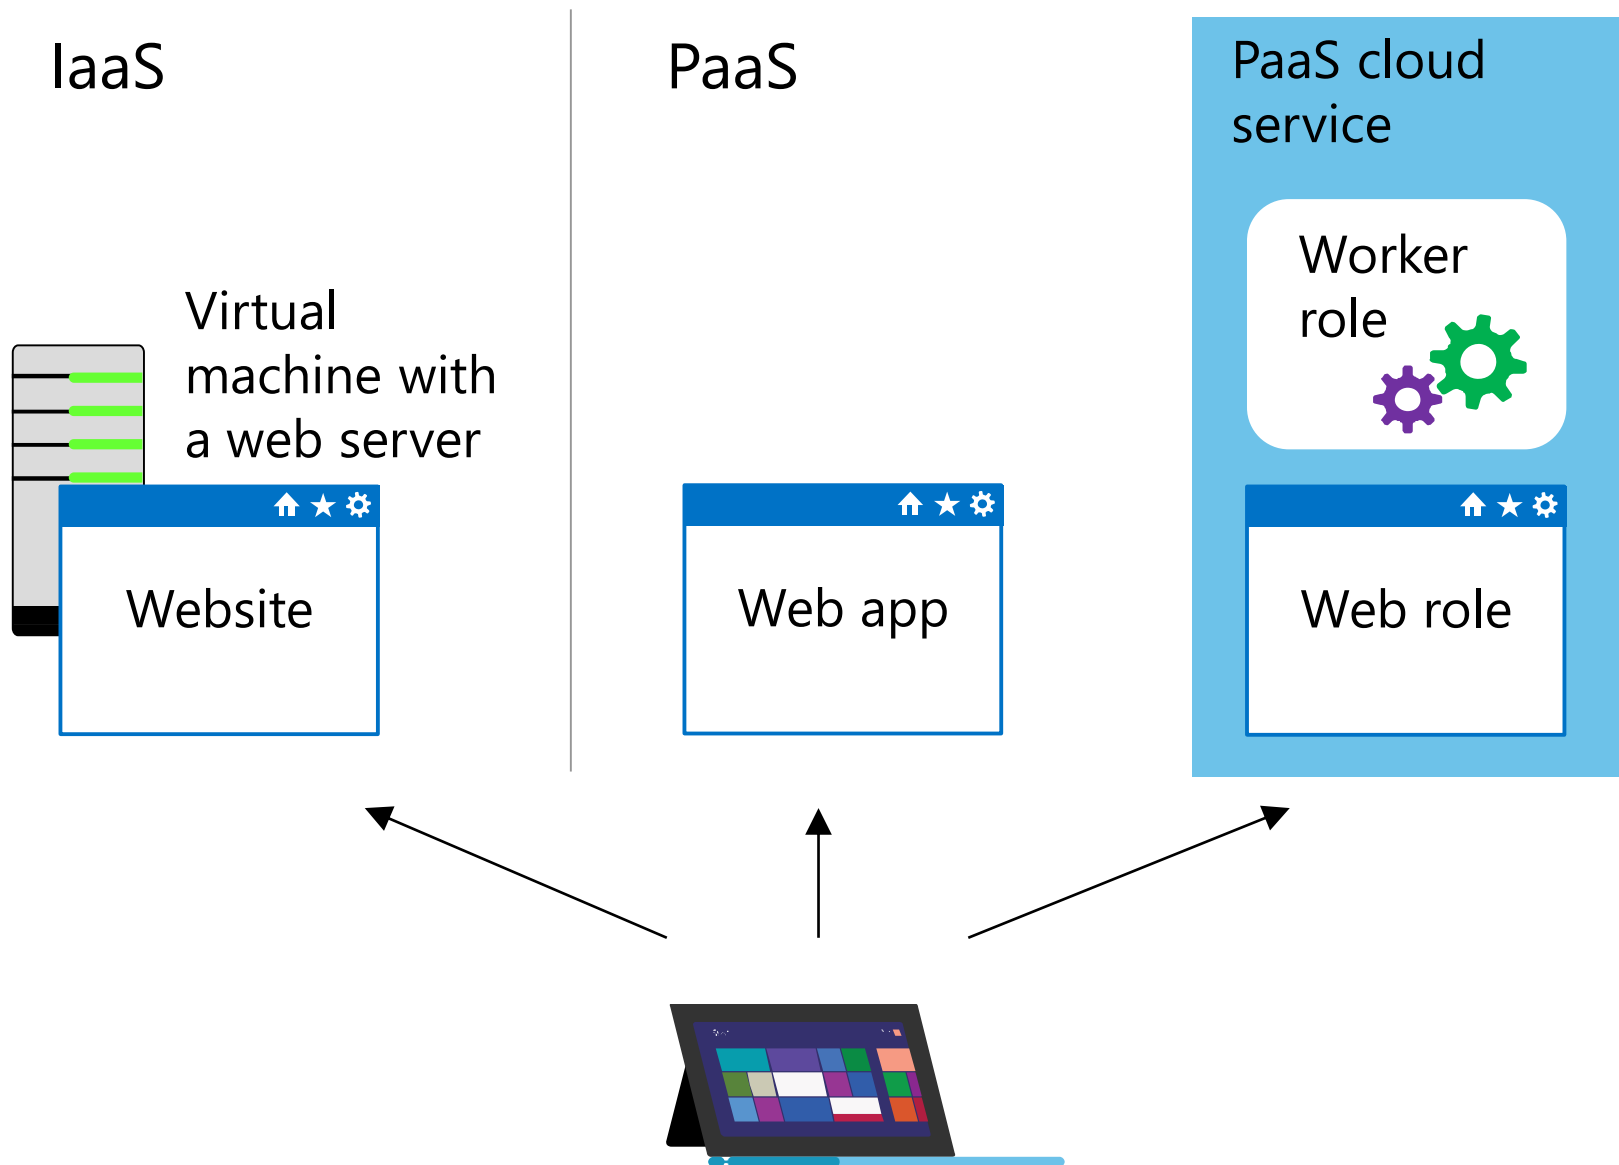 IaaS
PaaS
PaaS cloud
service
Worker
role
Virtual
machine with
a web server
Website
Web app
Web role